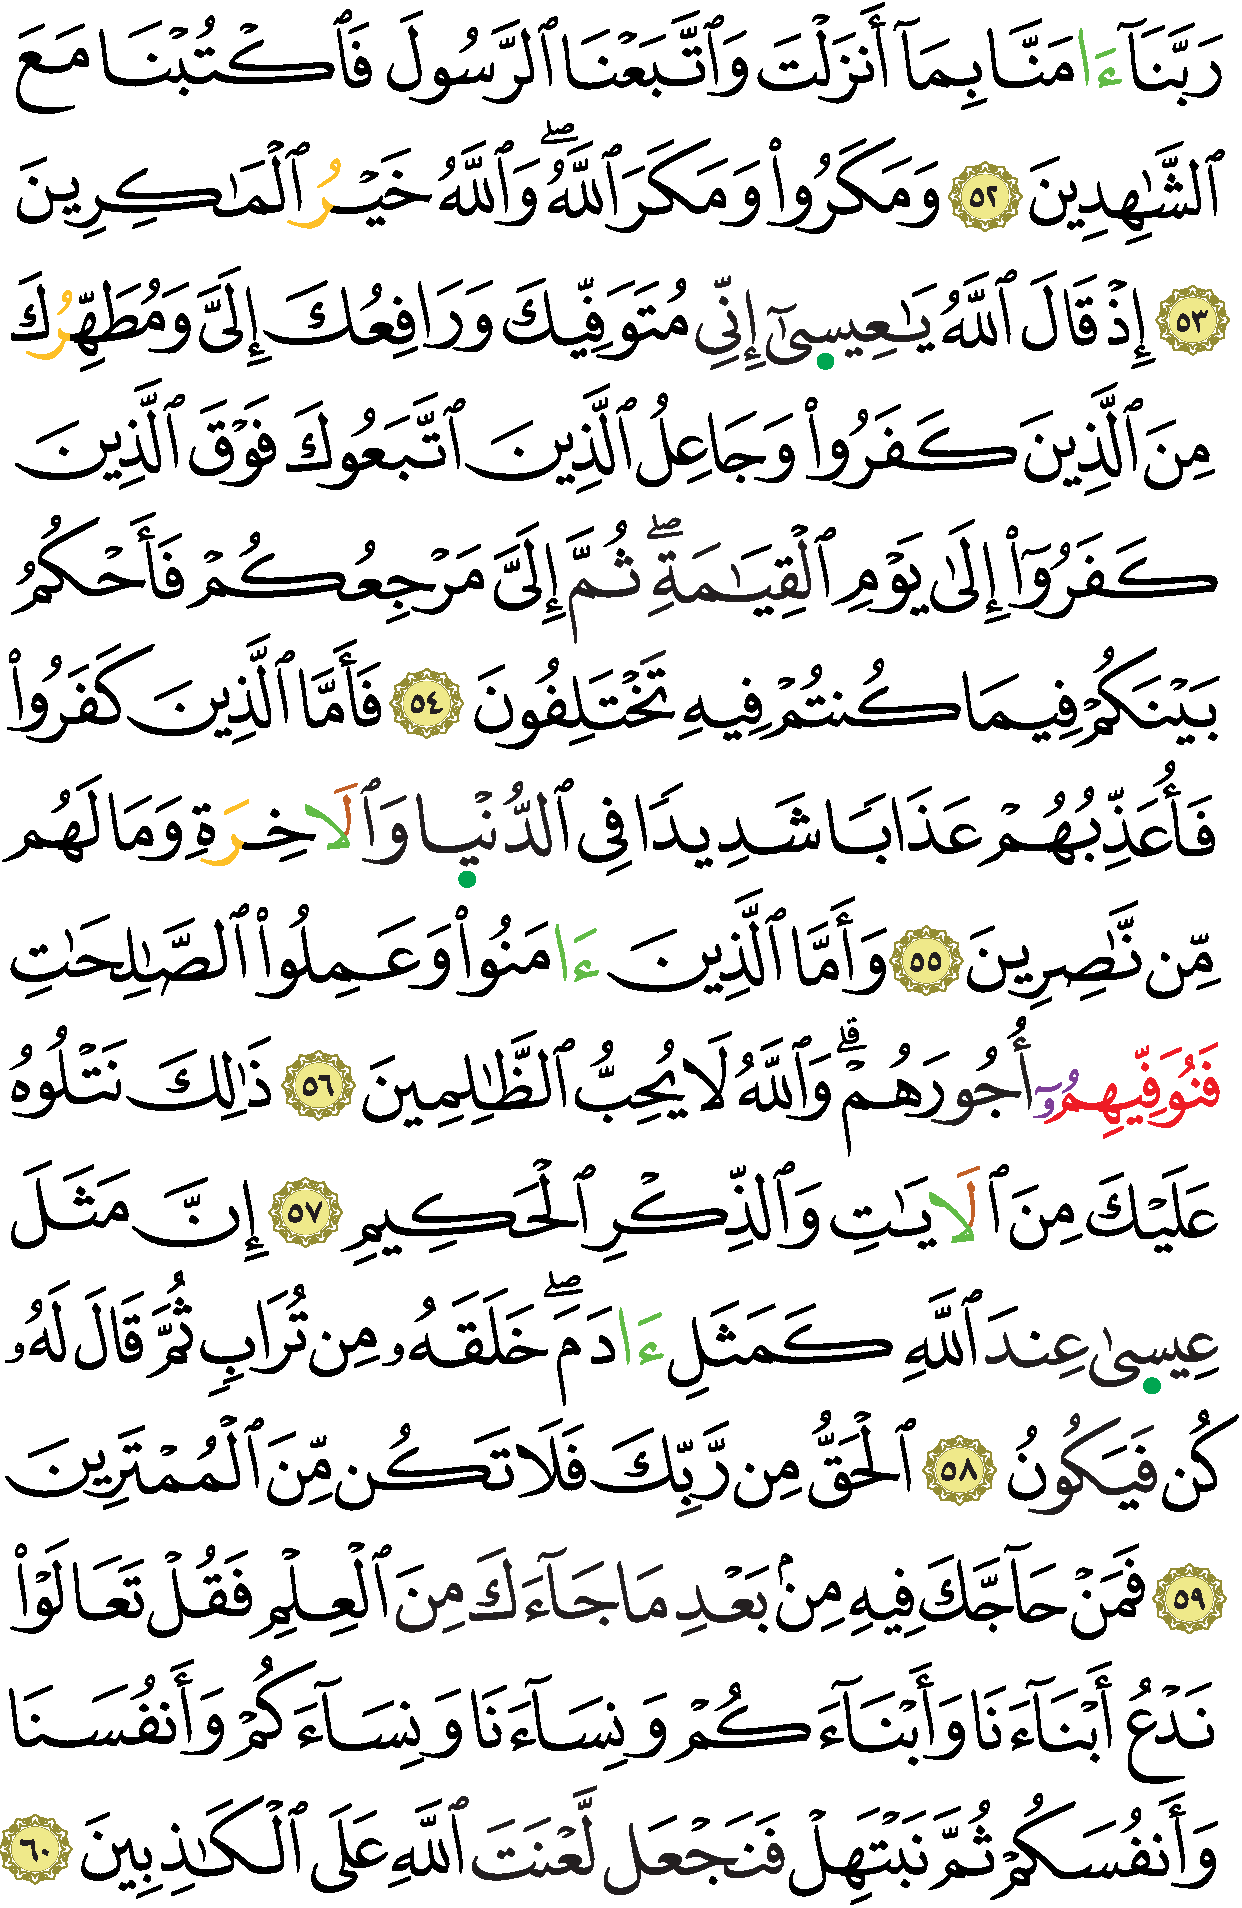 رَبَّنَآ ءَامَنَّا بِمَآ أَنزَلْتَ وَٱتَّبَعْنَا ٱلرَّسُولَ فَٱكْتُبْنَا مَعَ
ٱلشَّٰهِدِينَ ٥٢ وَمَكَرُوا۟ وَمَكَرَ ٱللَّهُۖ وَٱللَّهُ خَيْرُ ٱلْمَٰكِرِينَ
٥٣ إِذْ قَالَ ٱللَّهُ يَٰعِيسَىٰٓ إِنِّي مُتَوَفِّيكَ وَرَافِعُكَ إِلَيَّ وَمُطَهِّرُكَ
مِنَ ٱلَّذِينَ كَفَرُوا۟ وَجَاعِلُ ٱلَّذِينَ ٱتَّبَعُوكَ فَوْقَ ٱلَّذِينَ
كَفَرُوٓا۟ إِلَىٰ يَوْمِ ٱلْقِيَٰمَةِۖ ثُمَّ إِلَيَّ مَرْجِعُكُمْ فَأَحْكُمُ
بَيْنَكُمْ فِيمَا كُنتُمْ فِيهِ تَخْتَلِفُونَ ٥٤ فَأَمَّا ٱلَّذِينَ كَفَرُوا۟
فَأُعَذِّبُهُمْ عَذَابًا شَدِيدًا فِي ٱلدُّنْيَا وَٱلَاخِرَةِ وَمَا لَهُم
مِّن نَّٰصِرِينَ ٥٥ وَأَمَّا ٱلَّذِينَ ءَامَنُوا۟ وَعَمِلُوا۟ ٱلصَّٰلِحَٰتِ
فَنُوَفِّيهِمُۥٓ أُجُورَهُمْۗ وَٱللَّهُ لَا يُحِبُّ ٱلظَّٰلِمِينَ ٥٦ ذَٰلِكَ نَتْلُوهُ
عَلَيْكَ مِنَ ٱلَايَٰتِ وَٱلذِّكْرِ ٱلْحَكِيمِ ٥٧ إِنَّ مَثَلَ
عِيسَىٰ عِندَ ٱللَّهِ كَمَثَلِ ءَادَمَۖ خَلَقَهُۥ مِن تُرَابٍ ثُمَّ قَالَ لَهُۥ
كُن فَيَكُونُ ٥٨ ٱلْحَقُّ مِن رَّبِّكَ فَلَا تَكُن مِّنَ ٱلْمُمْتَرِينَ
٥٩ فَمَنْ حَآجَّكَ فِيهِ مِنۢ بَعْدِ مَا جَآءَكَ مِنَ ٱلْعِلْمِ فَقُلْ تَعَالَوْا۟
نَدْعُ أَبْنَآءَنَا وَأَبْنَآءَكُمْ وَنِسَآءَنَا وَنِسَآءَكُمْ وَأَنفُسَنَا
وَأَنفُسَكُمْ ثُمَّ نَبْتَهِلْ فَنَجْعَل لَّعْنَتَ ٱللَّهِ عَلَى ٱلْكَٰذِبِينَ ٦٠